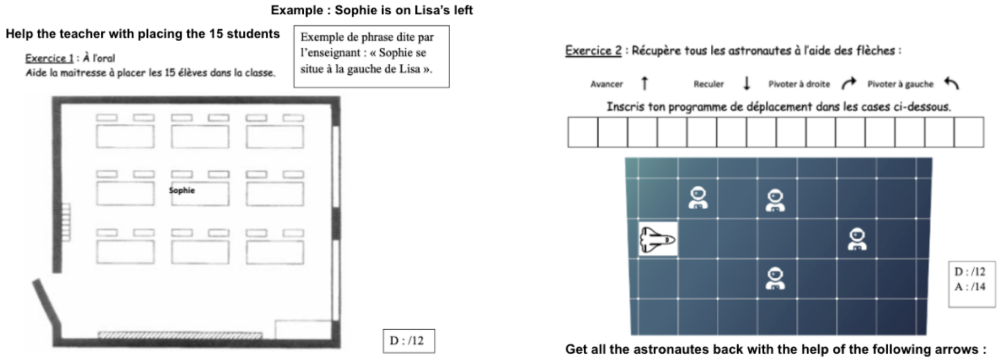 Example : Sophie is on Lisa's left
Help the teacher with placing the 15 students
Exemple de phrase dite par
l'enseignant : « Sophie se
situe à la gauche de Lisa ».
Exercice 1 : À l'oral
Aide la maitresse à placer les 15 élèves dans la classe.
Sophie
D : /12
Exercice 2 : Récupère tous les astronautes à l'aide des flèches :
Avancer Reculer Pivoter à droite Pivoter à gauche
Inscris ton programme de déplacement dans les cases ci-dessous.
D : /12
A : /14
Get all the astronautes back with the help of the following arrows :